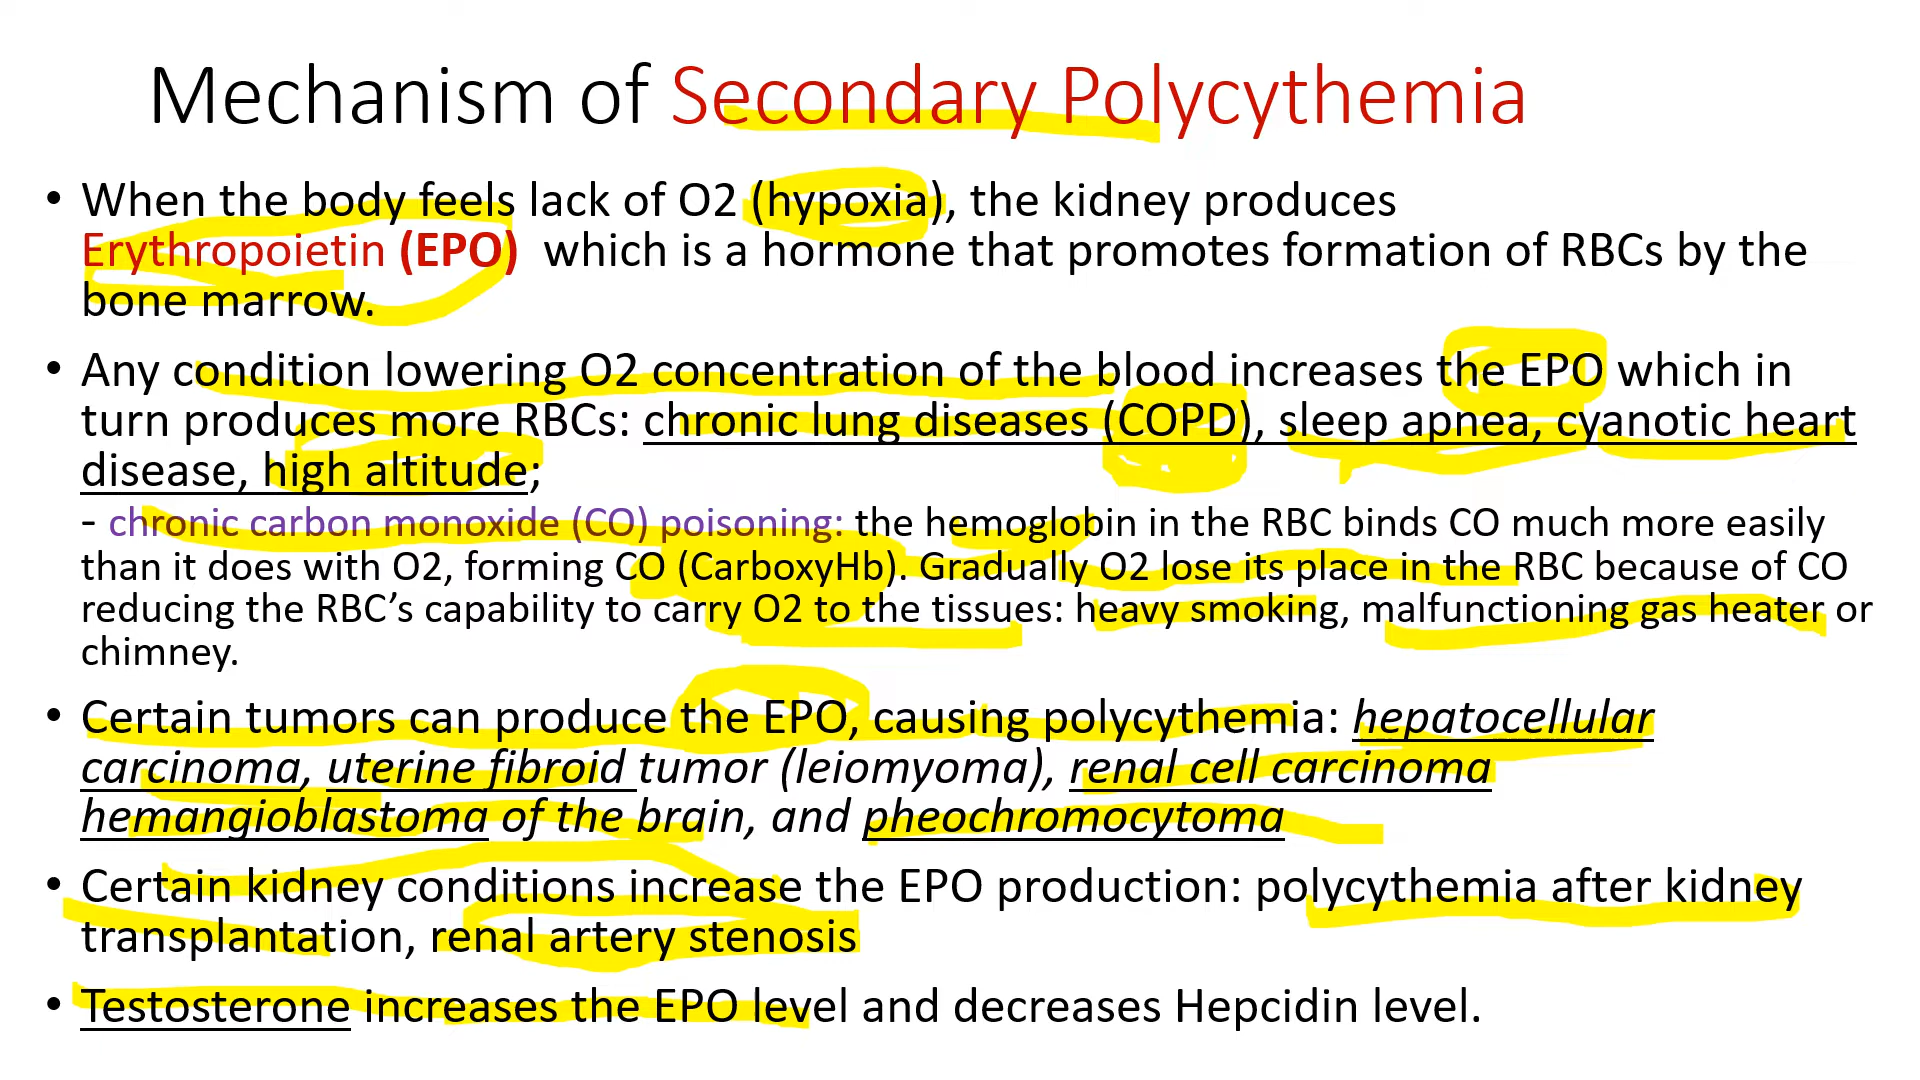 Mechanism of Secondary Polycythemia
• When the body feels lack of O2 (hypoxia), the kidney produces
Erythropoietin (EPO) which is a hormone that promotes formation of RBCs by the
bone marrow.
• Any condition lowering O2 concentration of the blood increases the EPO which in
turn produces more RBCs: chronic lung diseases (COPD), sleep apnea, cyanotic heart
disease, high altitude;
- chronic carbon monoxide (CO) poisoning: the hemoglobin in the RBC binds CO much more easily
than it does with O2, forming CO (CarboxyHb). Gradually O2 lose its place in the RBC because of CO
reducing the RBC’s capability to carry O2 to the tissues: heavy smoking, malfunctioning gas heater or
chimney.
• Certain tumors can produce the EPO, causing polycythemia: hepatocellular
carcinoma, uterine fibroid tumor (leiomyoma), renal cell carcinoma
hemangioblastoma of the brain, and pheochromocytoma
• Certain kidney conditions increase the EPO production: polycythemia after kidney
transplantation, renal artery stenosis
• Testosterone increases the EPO level and decreases Hepcidin level.